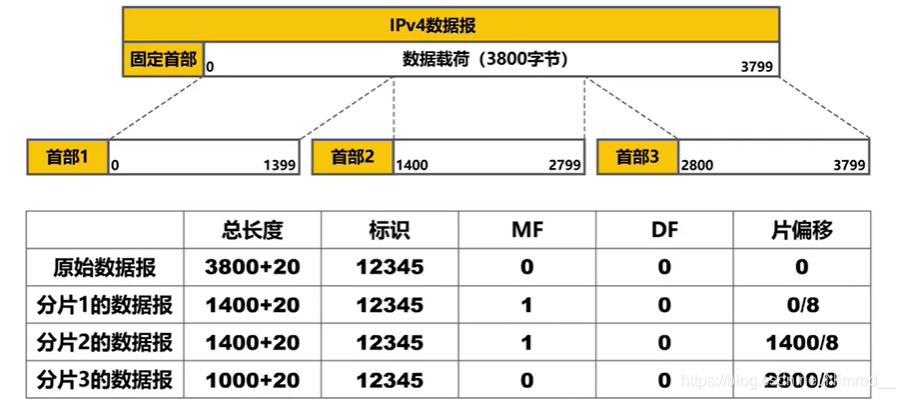 IPv4数据报
固定首部 0 数据载荷（3800字节） 3799
首部1 0 1399 首部2 1400 2799 首部3 2800 3799
总长度 标识 MF DF 片偏移
原始数据报 3800+20 12345 0 0 0
分片1的数据报 1400+20 12345 1 0 0/8
分片2的数据报 1400+20 12345 1 0 1400/8
分片3的数据报 1000+20 12345 0 0 2800/8